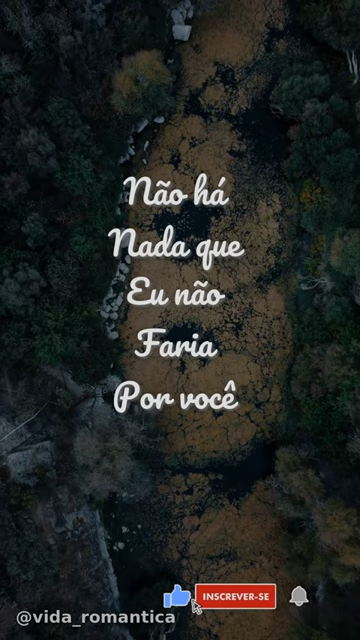 Não há
Nada que
Eu não
Faria
Por você
INSCREVER-SE
@vida_romantica